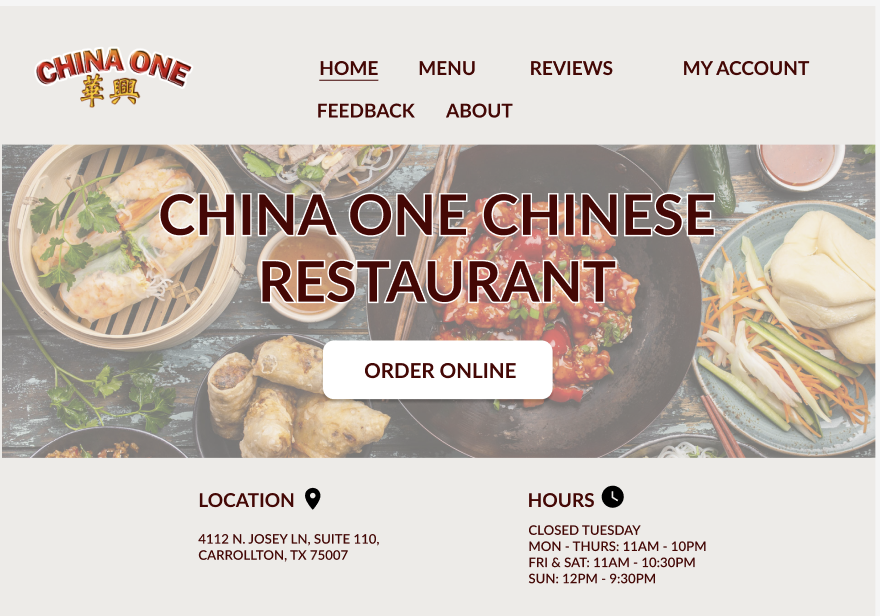 CHINA ONE
華興
HOME MENU REVIEWS MY ACCOUNT
FEEDBACK ABOUT
CHINA ONE CHINESE
RESTAURANT
ORDER ONLINE
LOCATION
4112 N. JOSEY LN, SUITE 110,
CARROLLTON, TX 75007
HOURS
CLOSED TUESDAY
MON - THURS: 11AM - 10PM
FRI & SAT: 11AM - 10:30PM
SUN: 12PM - 9:30PM